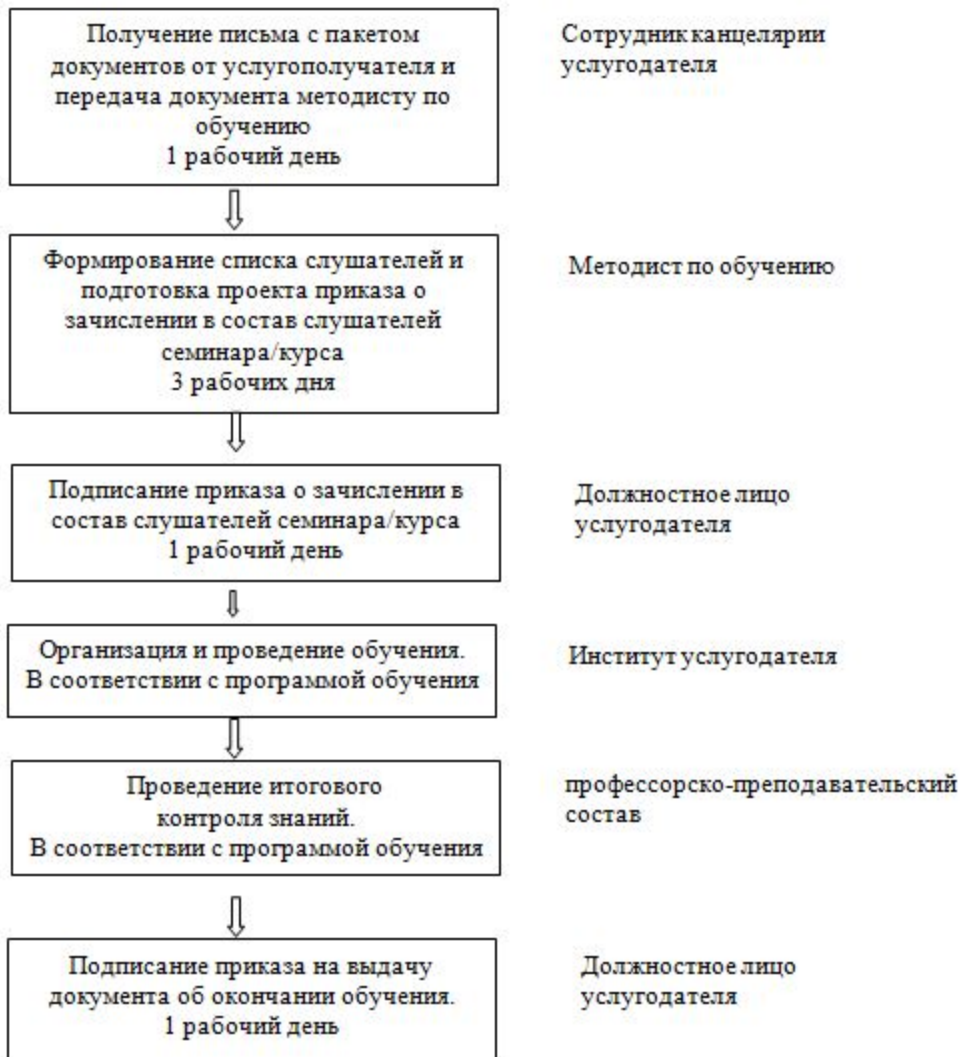 Получение письма с пакетом
документов от услугополучателя и
передача документа методисту по
обучению
1 рабочий день
Сотрудник канцелярии
услугодателя
Формирование списка слушателей и
подготовка проекта приказа о
зачислении в состав слушателей
семинара/курса
3 рабочих дня
Методист по обучению
Подписание приказа о зачислении в
состав слушателей семинара/курса
1 рабочий день
Должностное лицо
услугодателя
Организация и проведение обучения.
В соответствии с программой обучения
Институт услугодателя
Проведение итогового
контроля знаний.
В соответствии с программой обучения
профессорско-преподавательский
состав
Подписание приказа на выдачу
документа об окончании обучения.
1 рабочий день
Должностное лицо
услугодателя